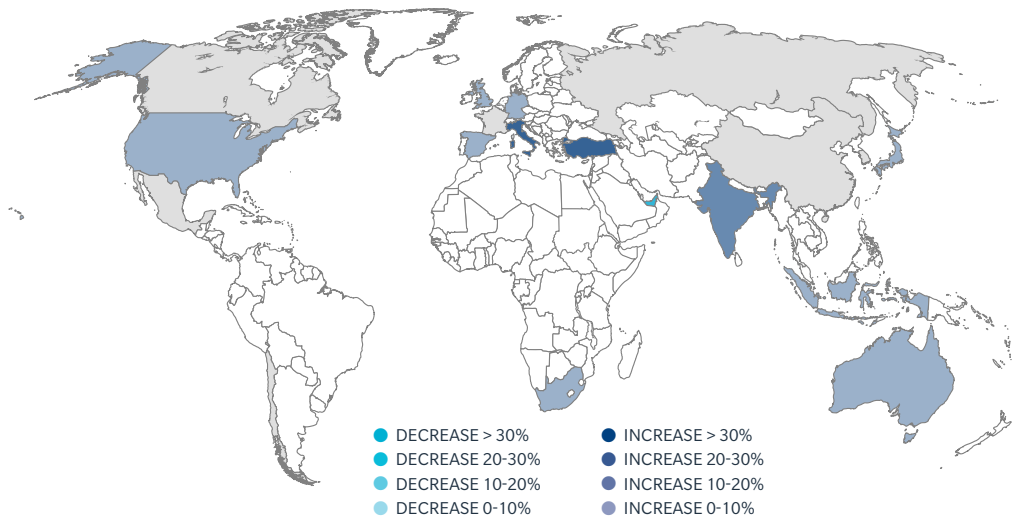 DECREASE > 30%
DECREASE 20-30%
DECREASE 10-20%
DECREASE 0-10%
INCREASE > 30%
INCREASE 20-30%
INCREASE 10-20%
INCREASE 0-10%